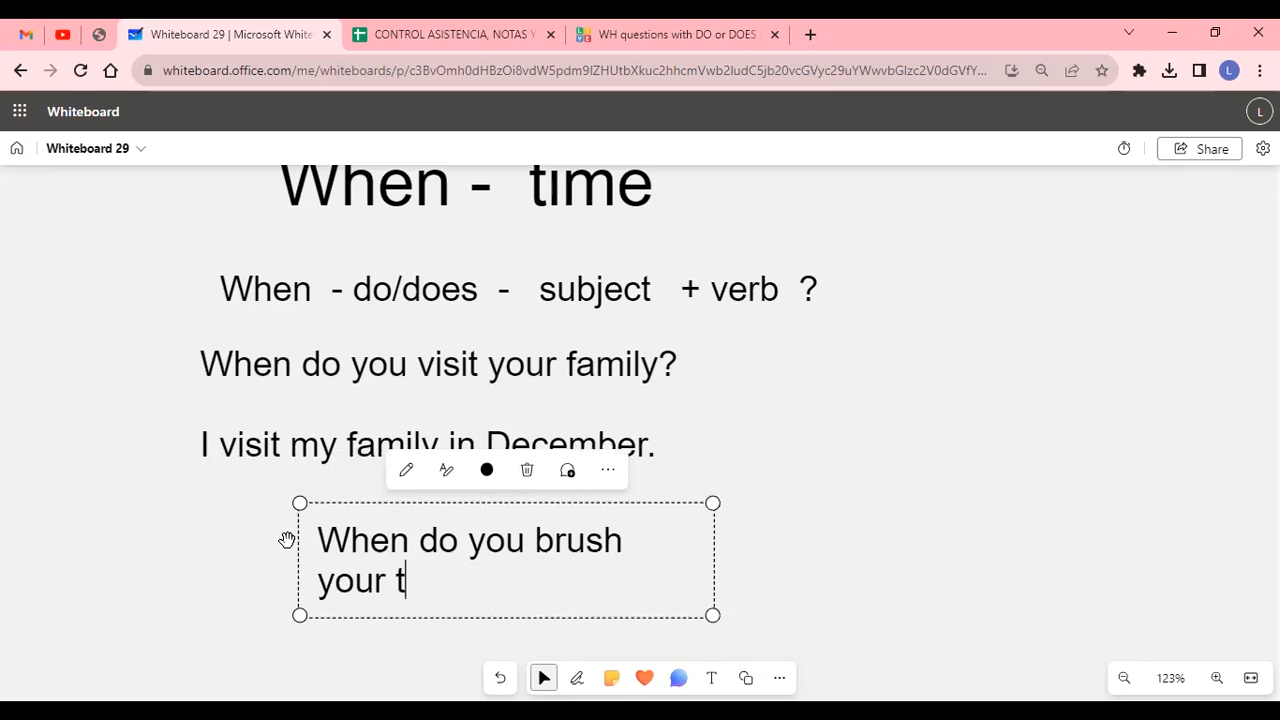 Whiteboard 29 | Microsoft White
CONTROL ASISTENCIA, NOTAS Y
WH questions with DO or DOES
whiteboard.office.com/me/whiteboards/p/c3BvOmh0dHBzOi8vdW5pdm9lZHUtbXkuc2hhcmVwb2ludC5jb20vcGVyc29uYWwvbGlzc2V0dGVfY...
L
Whiteboard
L
Whiteboard 29
Share
When - time
When - do/does - subject + verb ?
When do you visit your family?
I visit my family in December.
When do you brush
your t
T
123%